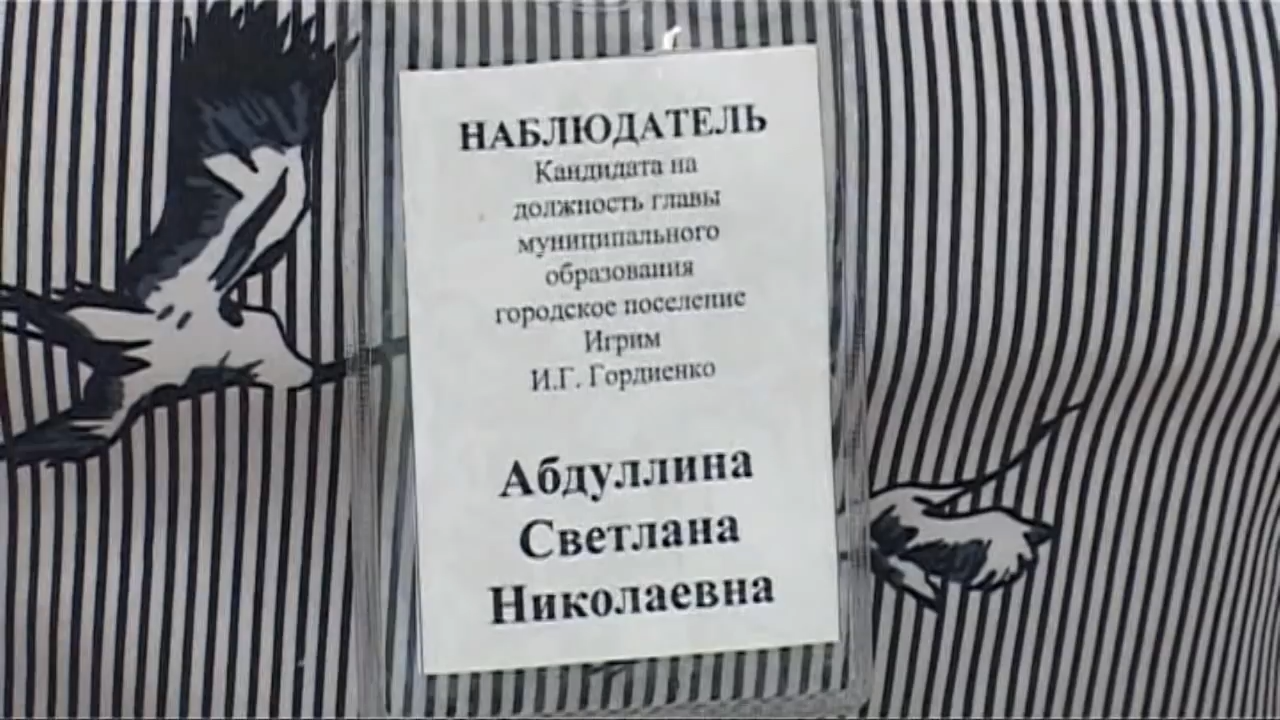 НАБЛЮДАТЕЛЬ
Кандидата на
должность главы
муниципального
образования
городское поселение
Игрим
И.Г. Гордиенко
Абдуллина
Светлана
Николаевна